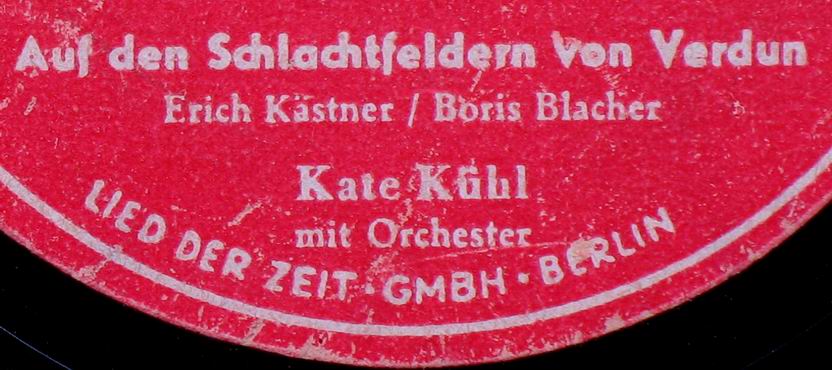 Auf den Schlachtfeldern von Verdun
Erich Kästner / Boris Blacher
Kate Kühl
mit Orchester
LIED DER ZEIT · GMBH · BERLIN